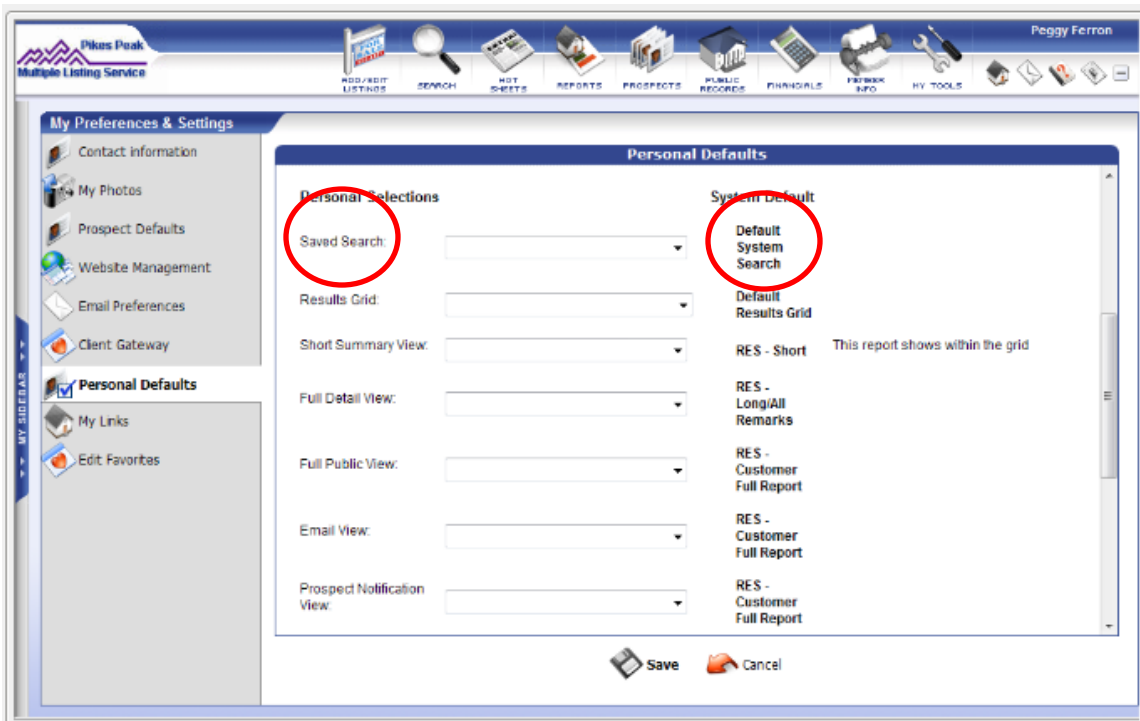 Pikes Peak
Multiple Listing Service
ADD/EDIT
LISTINGS
SEARCH
HOT
SHEETS
REPORTS
PROSPECTS
PUBLIC
RECORDS
FINANCIALS
MEMBER
INFO
MY TOOLS
Peggy Ferron
My Preferences & Settings
Contact information
My Photos
Prospect Defaults
Website Management
Email Preferences
Client Gateway
Personal Defaults
My Links
Edit Favorites
MY SIDEBAR
Personal Defaults
Personal Selections
System Default
Saved Search:
Default
System
Search
Results Grid:
Default
Results Grid
Short Summary View:
RES - Short
This report shows within the grid
Full Detail View:
RES -
Long/All
Remarks
Full Public View:
RES -
Customer
Full Report
Email View:
RES -
Customer
Full Report
Prospect Notification
View:
RES -
Customer
Full Report
Save
Cancel